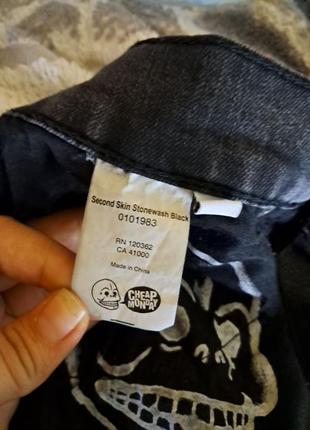 Second Skin Stonewash Black
0101983
RN 120362
CA 41000
Made in China
CHEAP
MONDAY